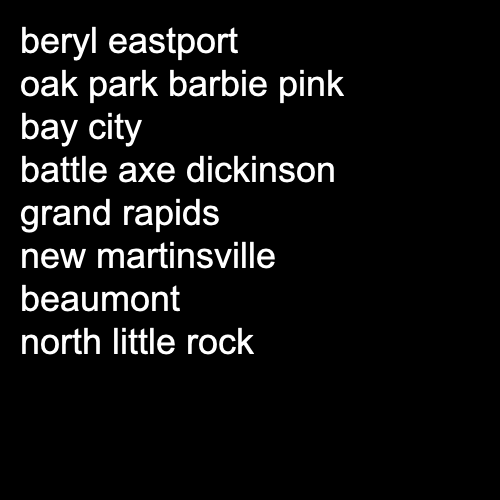 beryl eastport
oak park barbie pink
bay city
battle axe dickinson
grand rapids
new martinsville
beaumont
north little rock